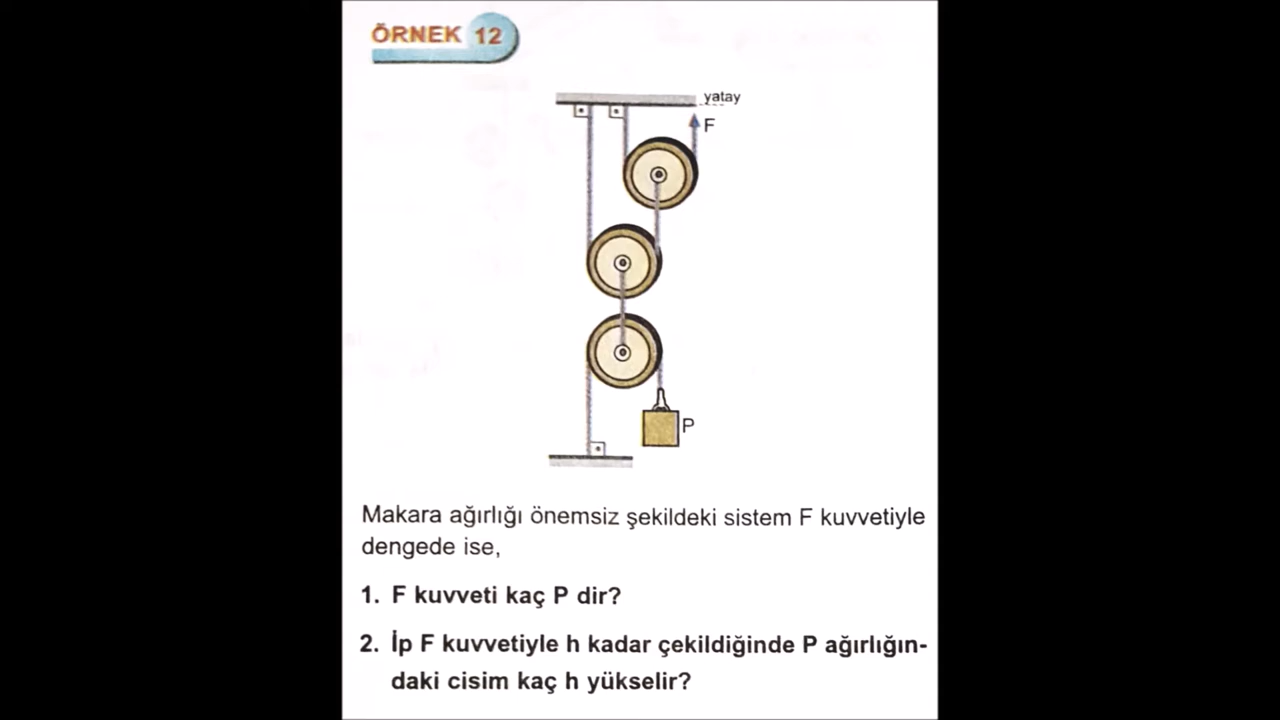 ÖRNEK 12
yatay
F
P
Makara ağırlığı önemsiz şekildeki sistem F kuvvetiyle
dengede ise,
1. F kuvveti kaç P dir?
2. İp F kuvvetiyle h kadar çekildiğinde P ağırlığın-
daki cisim kaç h yükselir?